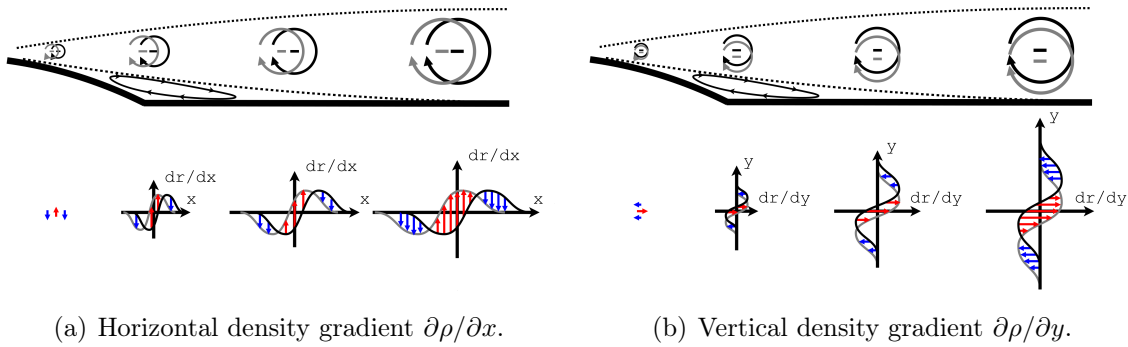 dr/dx
x
dr/dx
x
dr/dx
x
y
dr/dy
y
dr/dy
y
dr/dy
(a) Horizontal density gradient ∂ρ/∂x.
(b) Vertical density gradient ∂ρ/∂y.